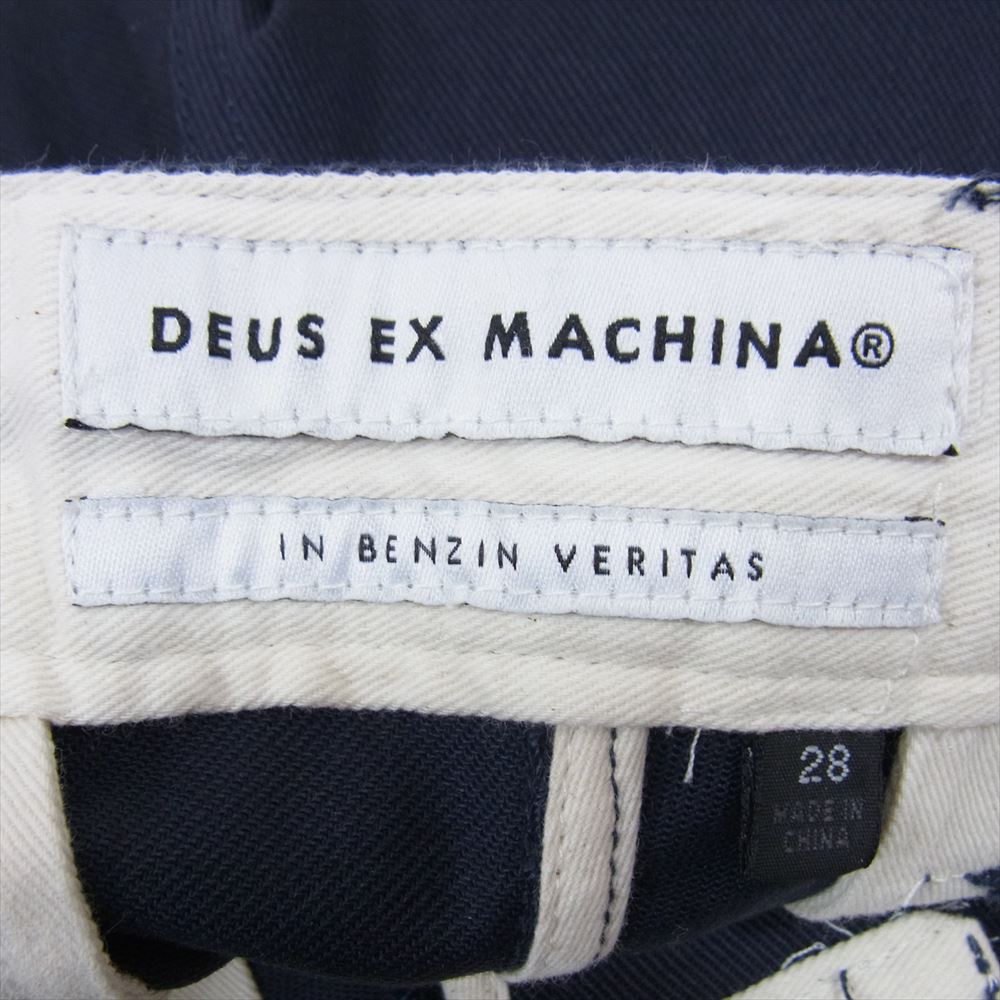 DEUS EX MACHINA®
IN BENZIN VERITAS
28
MADE IN
CHINA